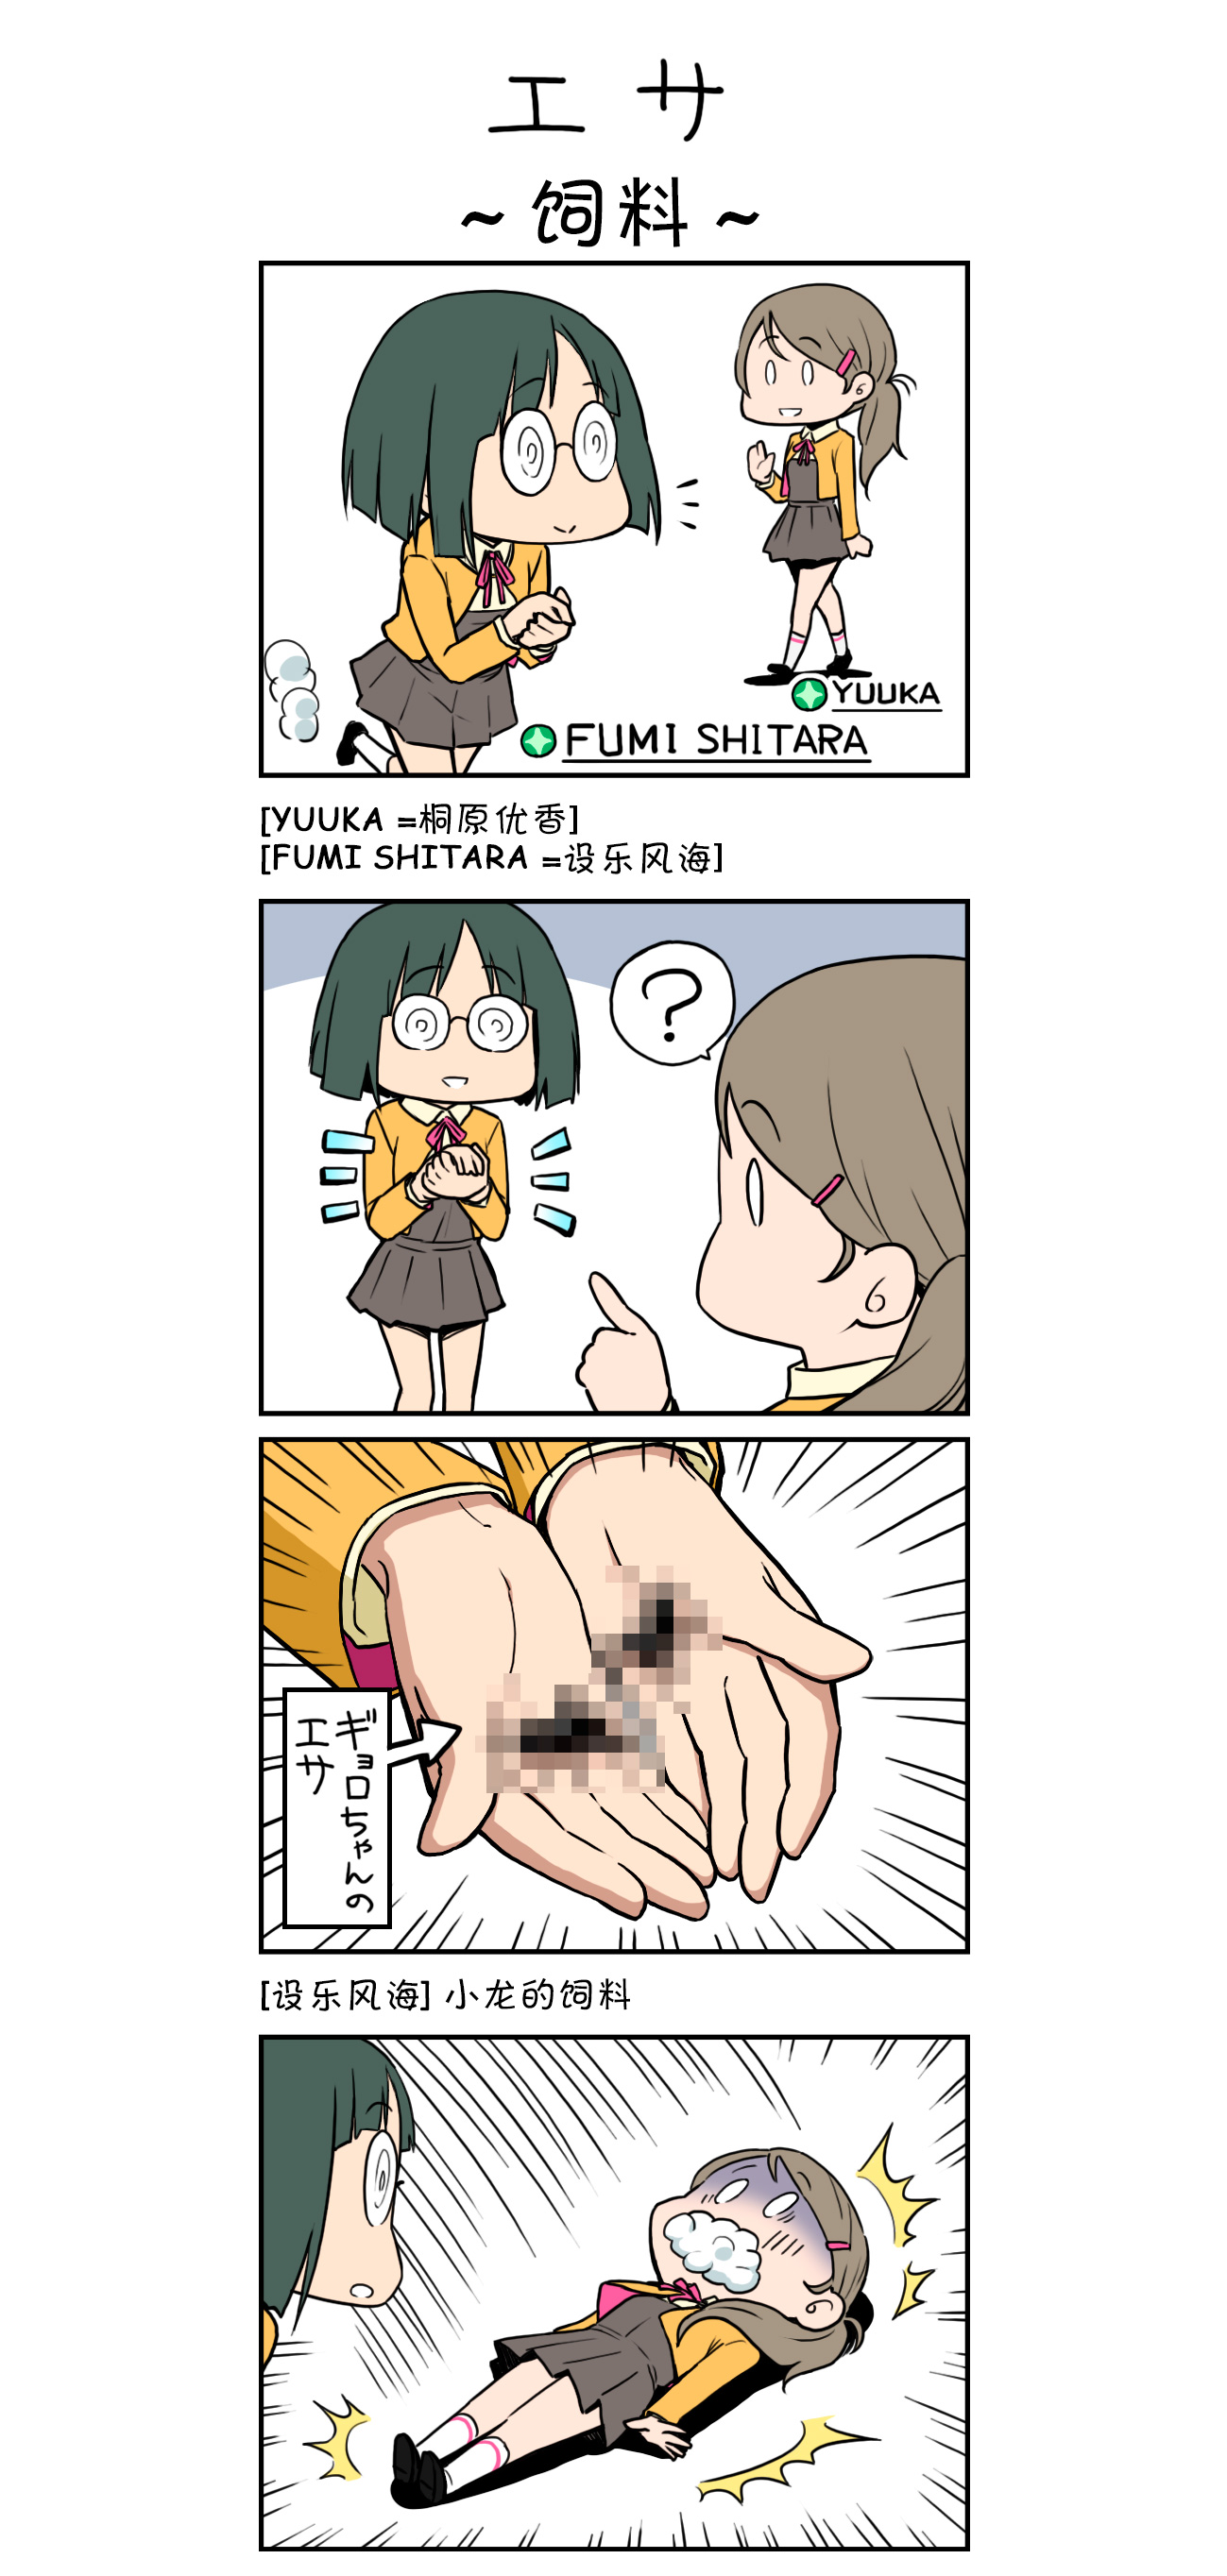 エサ
~饲料~
YUUKA
FUMI SHITARA
[YUUKA =桐原优香]
[FUMI SHITARA =设乐风海]
?
ギョロちゃんの
エサ
[设乐风海] 小龙的饲料